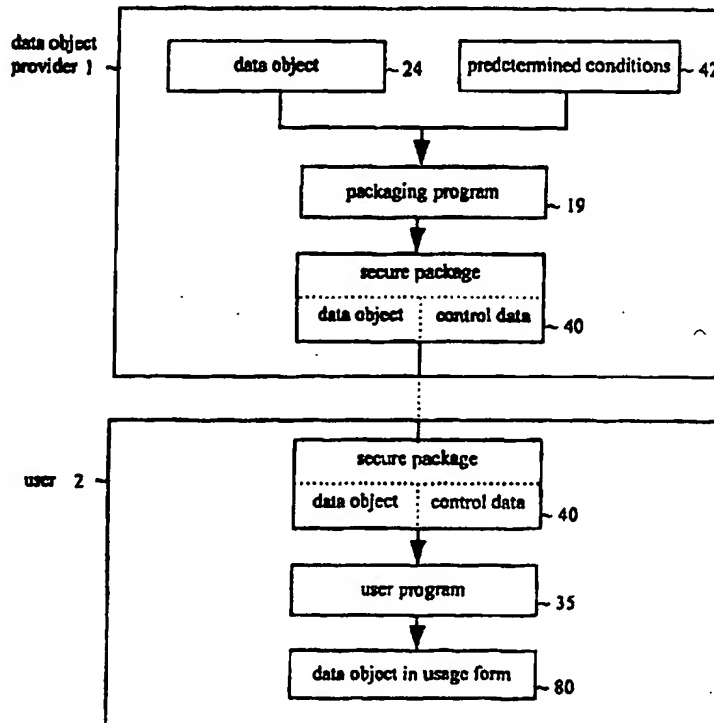 data object
provider 1
data object
24
predetermined conditions
42
packaging program
19
secure package
data object control data
40
user 2
secure package
data object control data
40
user program
35
data object in usage form
80